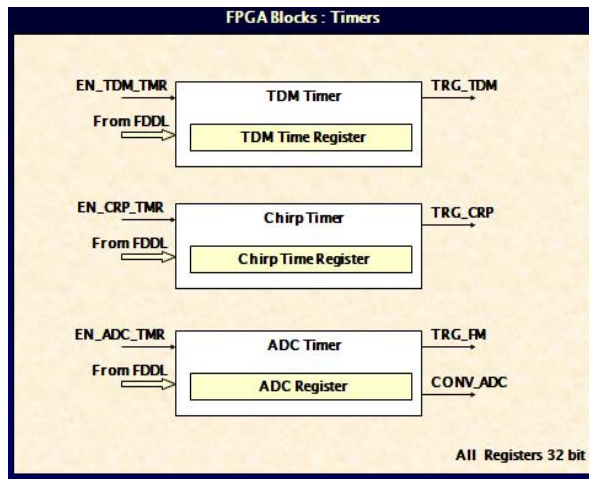 FPGA Blocks : Timers
EN_TDM_TMR
TDM Timer
TRG_TDM
From FDDL
TDM Time Register
EN_CRP_TMR
Chirp Timer
TRG_CRP
From FDDL
Chirp Time Register
EN_ADC_TMR
ADC Timer
TRG_FM
From FDDL
ADC Register
CONV_ADC
All Registers 32 bit